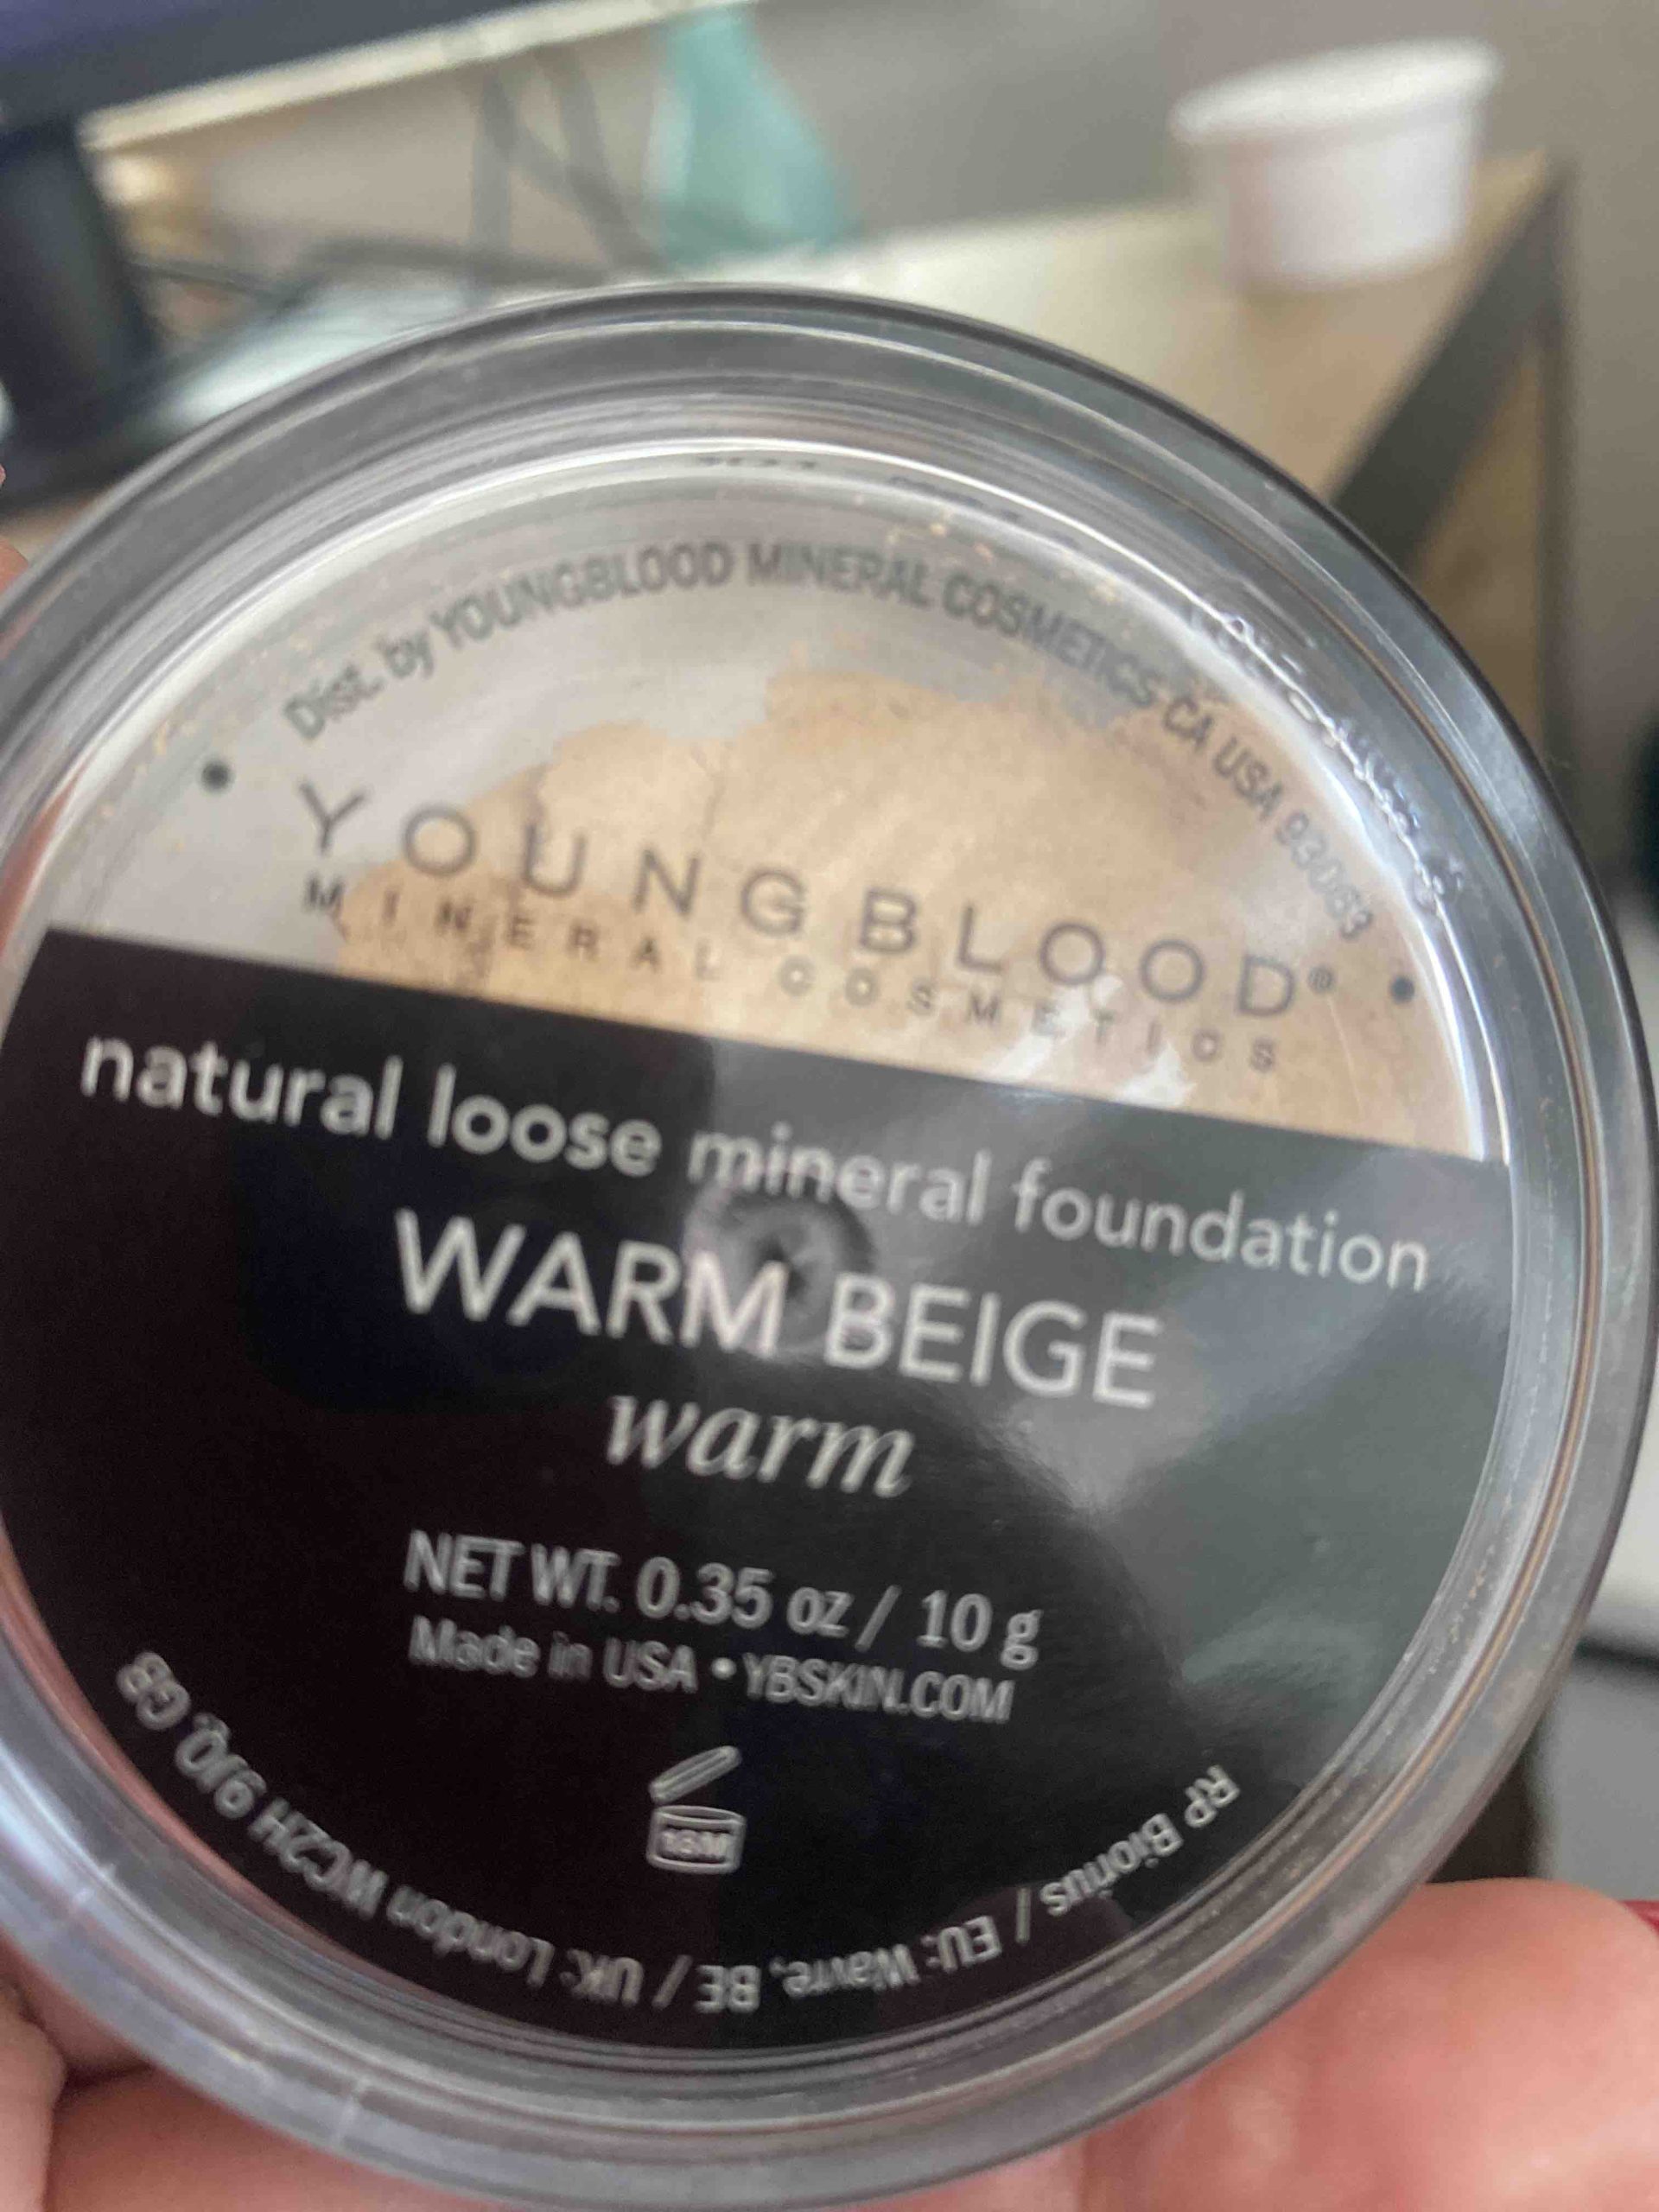 Dist. by YOUNGBLOOD MINERAL COSMETICS CA USA 93063
YOUNGBLOOD®
MINERAL COSMETICS
natural loose mineral foundation
WARM BEIGE
warm
NET WT. 0.35 oz / 10 g
Made in USA • YBSKIN.COM
RP Bionus / EU: Wavre, BE / UK: London WC2H 9JQ, GB